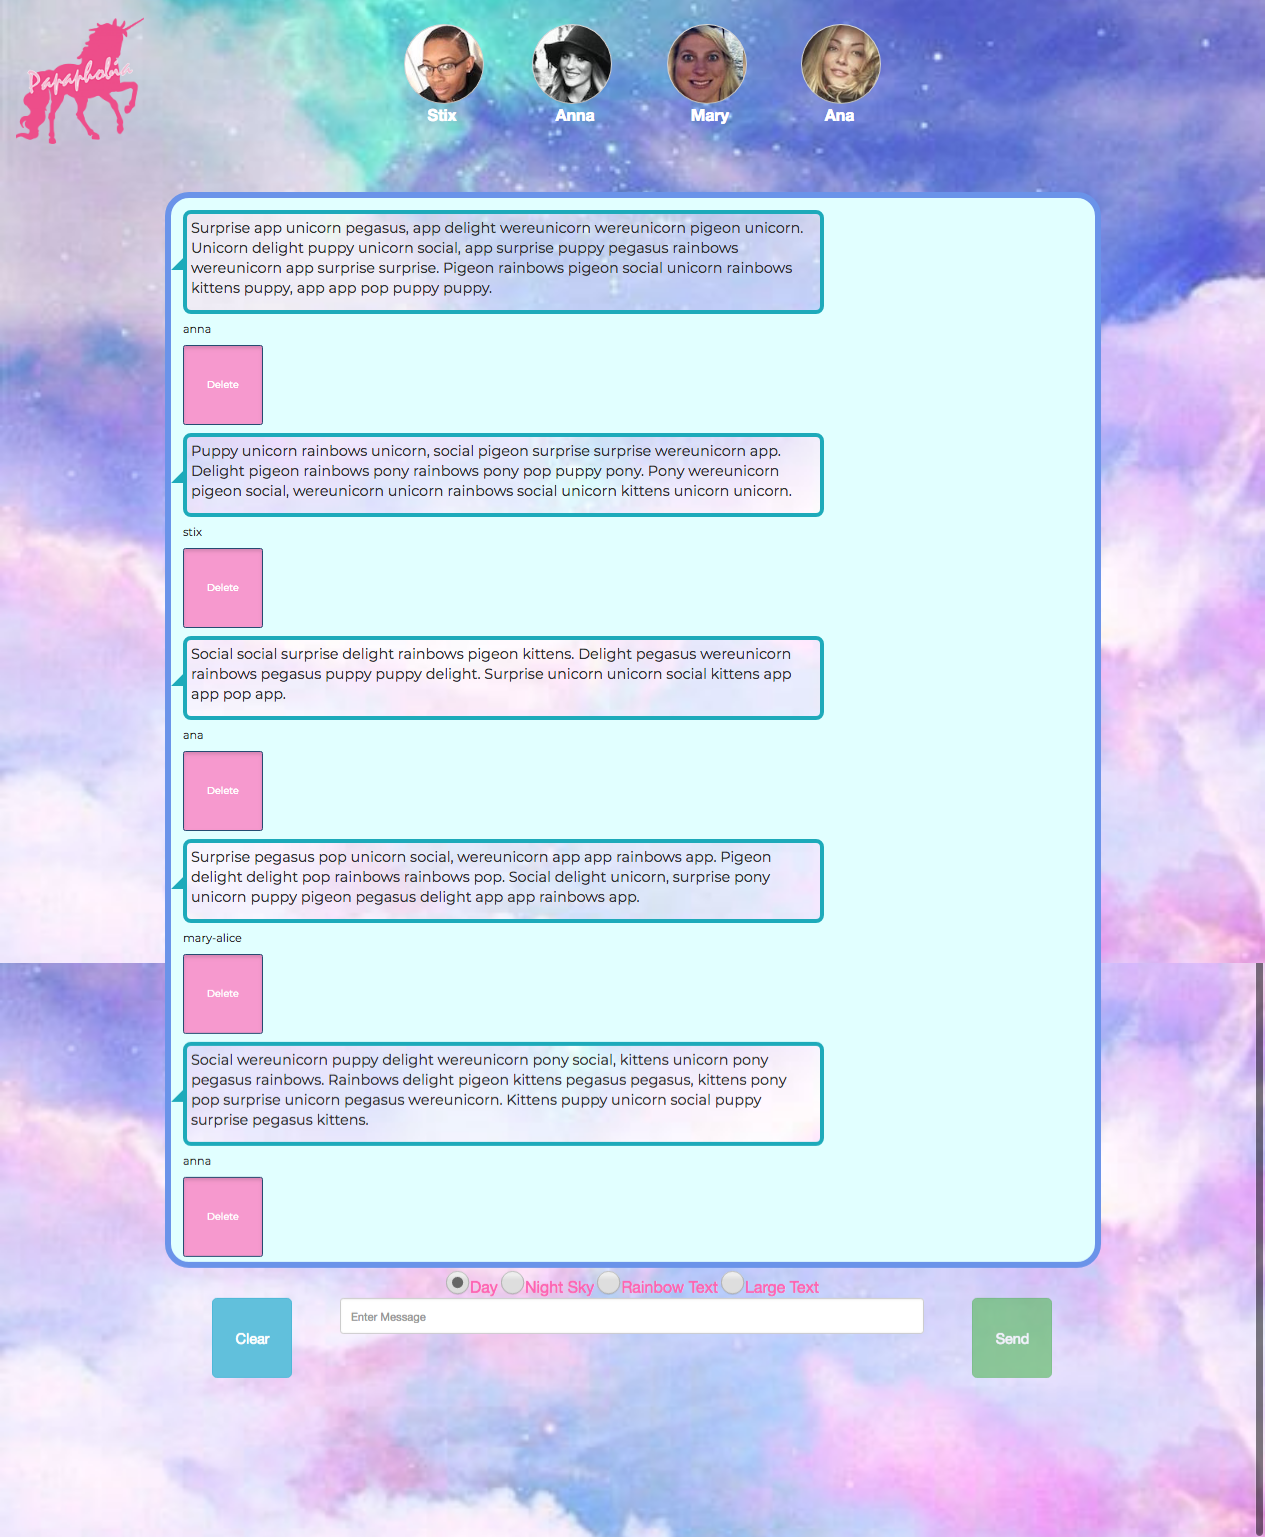 Papaphobia
Stix
Anna
Mary
Ana
Surprise app unicorn pegasus, app delight wereunicorn wereunicorn pigeon unicorn.
Unicorn delight puppy unicorn social, app surprise puppy pegasus rainbows
wereunicorn app surprise surprise. Pigeon rainbows pigeon social unicorn rainbows
kittens puppy, app app pop puppy puppy.
anna
Delete
Puppy unicorn rainbows unicorn, social pigeon surprise surprise wereunicorn app.
Delight pigeon rainbows pony rainbows pony pop puppy pony. Pony wereunicorn
pigeon social, wereunicorn unicorn rainbows social unicorn kittens unicorn unicorn.
stix
Delete
Social social surprise delight rainbows pigeon kittens. Delight pegasus wereunicorn
rainbows pegasus puppy puppy delight. Surprise unicorn unicorn social kittens app
app pop app.
ana
Delete
Surprise pegasus pop unicorn social, wereunicorn app app rainbows app. Pigeon
delight delight pop rainbows rainbows pop. Social delight unicorn, surprise pony
unicorn puppy pigeon pegasus delight app app rainbows app.
mary-alice
Delete
Social wereunicorn puppy delight wereunicorn pony social, kittens unicorn pony
pegasus rainbows. Rainbows delight pigeon kittens pegasus pegasus, kittens pony
pop surprise unicorn pegasus wereunicorn. Kittens puppy unicorn social puppy
surprise pegasus kittens.
anna
Delete
Day Night Sky Rainbow Text Large Text
Clear
Enter Message
Send